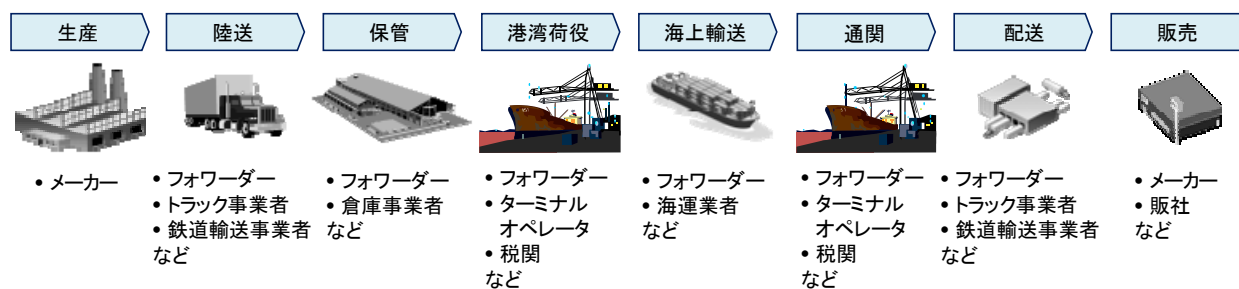 生産
陸送
保管
港湾荷役
海上輸送
通関
配送
販売
• メーカー
• フォワーダー
• トラック事業者
• 鉄道輸送事業者
など
• フォワーダー
• 倉庫事業者
など
• フォワーダー
• ターミナル
オペレータ
• 税関
など
• フォワーダー
• 海運業者
など
• フォワーダー
• ターミナル
オペレータ
• 税関
など
• フォワーダー
• トラック事業者
• 鉄道輸送事業者
など
• メーカー
• 販社
など